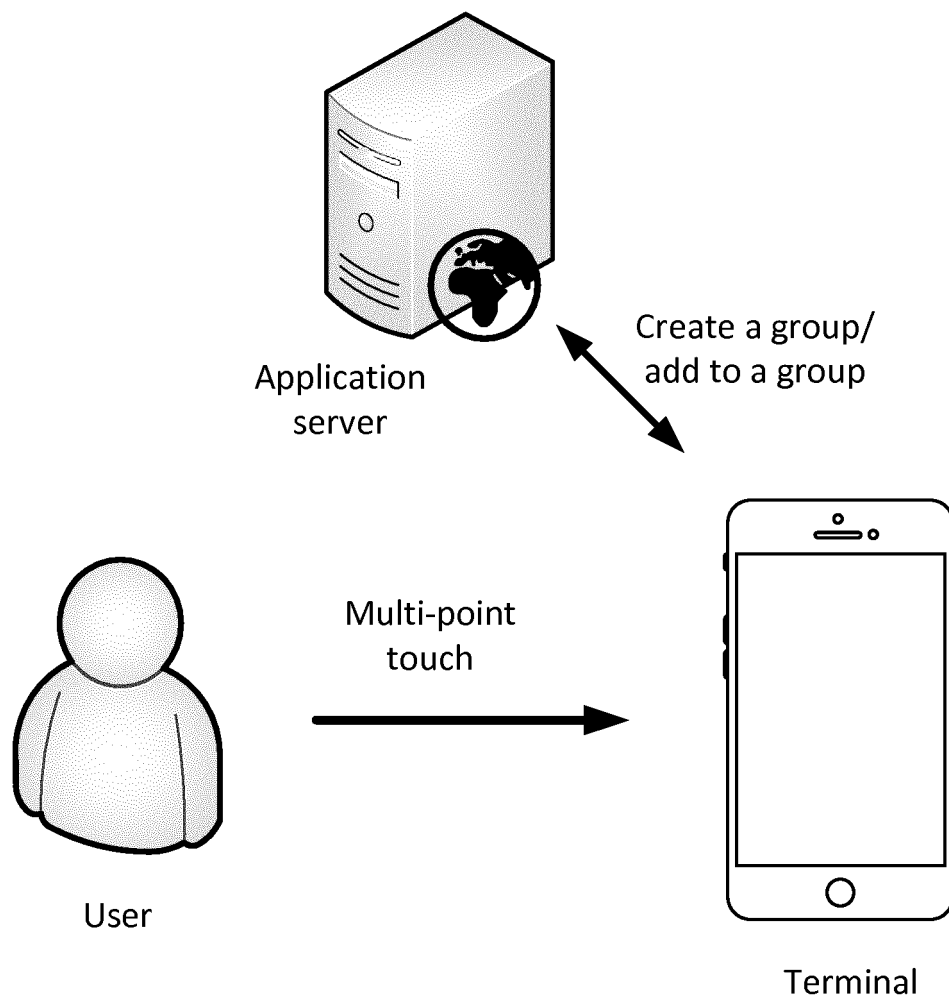 Create a group/
add to a group
Application
server
Multi-point
touch
User
Terminal